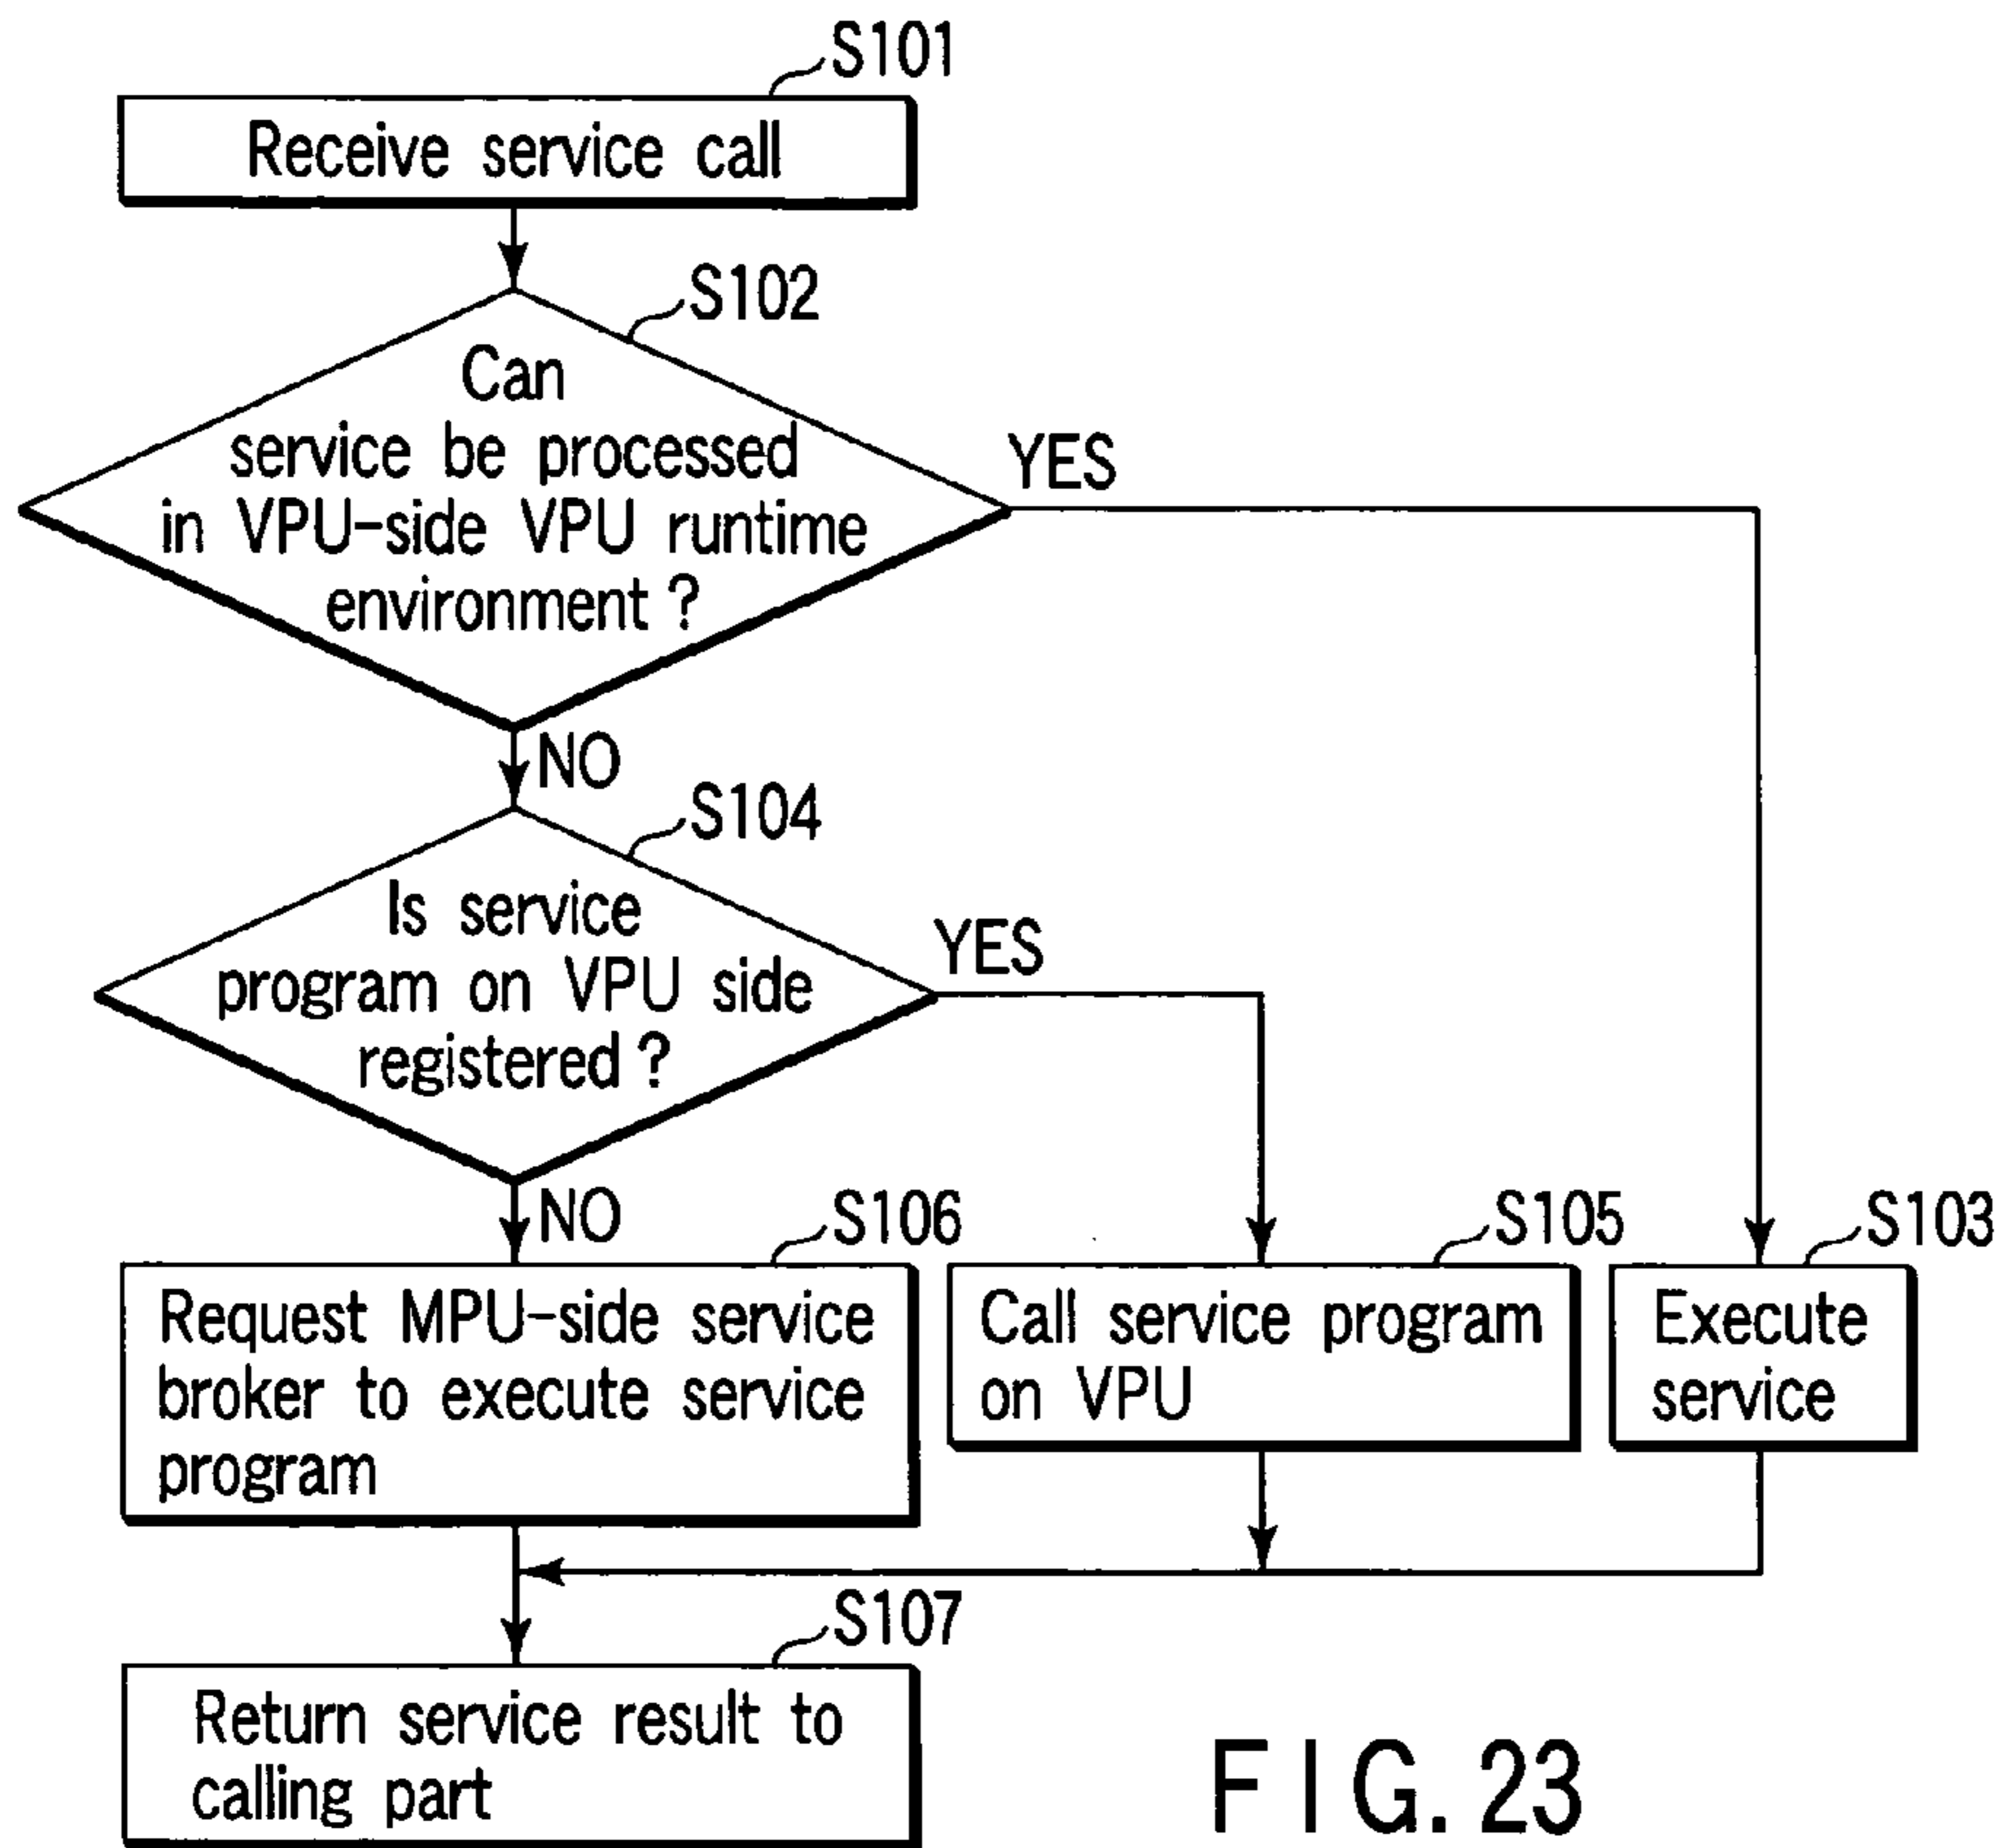 S101
Receive service call
S102
Can
service be processed
in VPU-side VPU runtime
environment ?
YES
NO
S104
Is service
program on VPU side
registered ?
YES
NO
S106
Request MPU-side service
broker to execute service
program
S105
Call service program
on VPU
S103
Execute
service
S107
Return service result to
calling part
FIG. 23